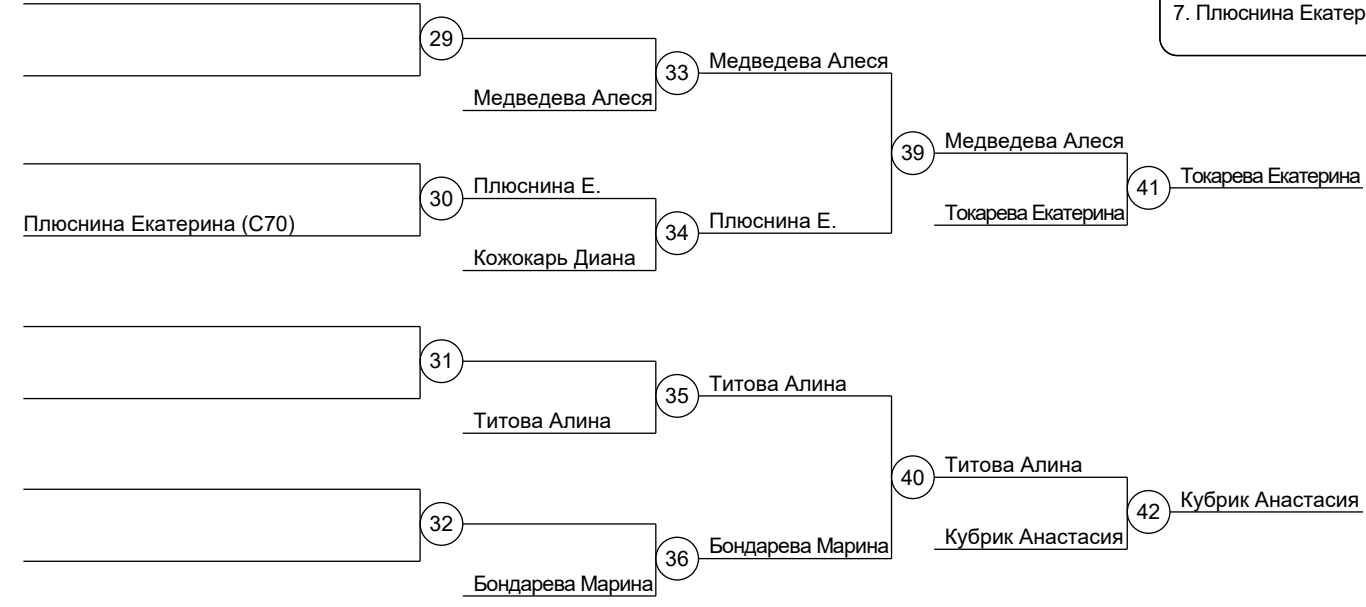 7. Плюснина Екатер
29
Медведева Алеся
33
Медведева Алеся
39
Медведева Алеся
41
Токарева Екатерина
Токарева Екатерина
30
Плюснина Е.
Плюснина Екатерина (С70)
34
Плюснина Е.
Кожокарь Диана
31
35
Титова Алина
Титова Алина
40
Титова Алина
42
Кубрик Анастасия
Кубрик Анастасия
32
36
Бондарева Марина
Бондарева Марина